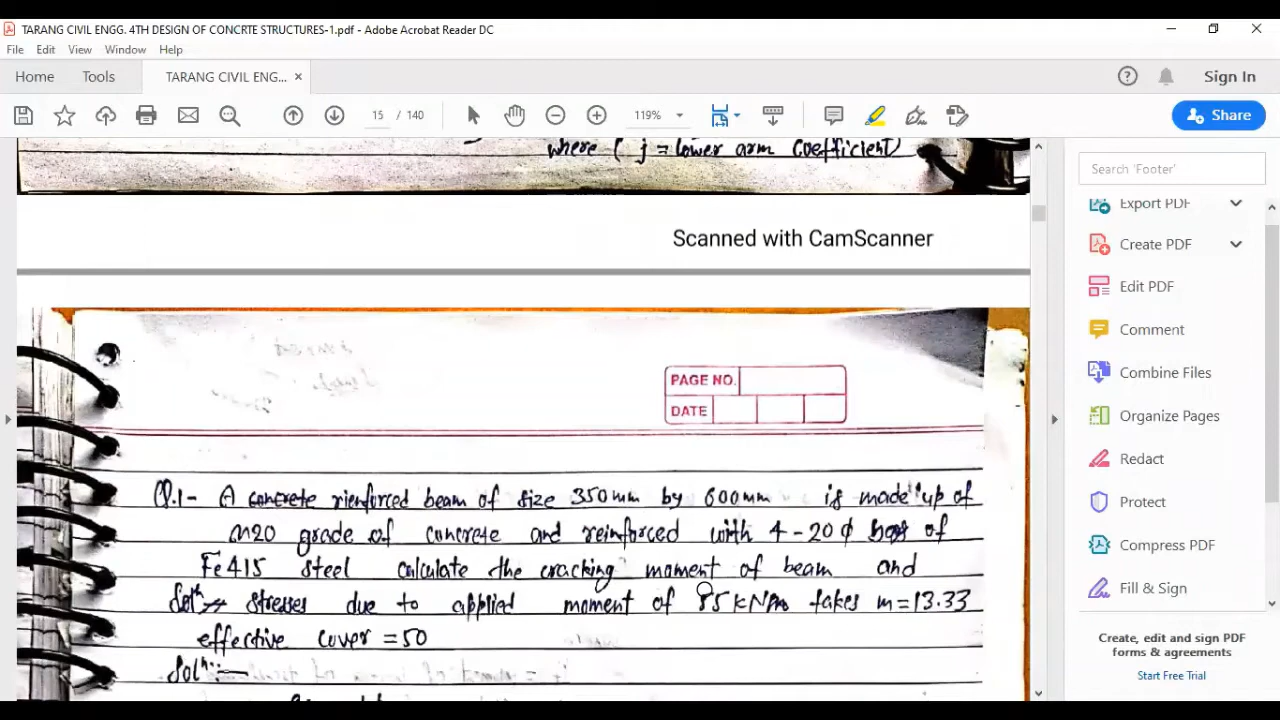 TARANG CIVIL ENGG. 4TH DESIGN OF CONCRTE STRUCTURES-1.pdf - Adobe Acrobat Reader DC
File Edit View Window Help
Home Tools TARANG CIVIL ENG... × Sign In
15 / 140 119% Share
where ( j = lower arm coefficient)
Scanned with CamScanner
PAGE NO.
DATE
Q.1- A concrete rienforced beam of size 350mm by 600mm is made up of
M20 grade of concrete and reinforced with 4-20 ϕ bars of
Fe415 steel calculate the cracking moment of beam and
Solⁿ:→ stresses due to applied moment of 85 kNm takes m=13.33
effective cover = 50
Solⁿ:-
Search 'Footer'
Export PDF
Create PDF
Edit PDF
Comment
Combine Files
Organize Pages
Redact
Protect
Compress PDF
Fill & Sign
Create, edit and sign PDF
forms & agreements
Start Free Trial